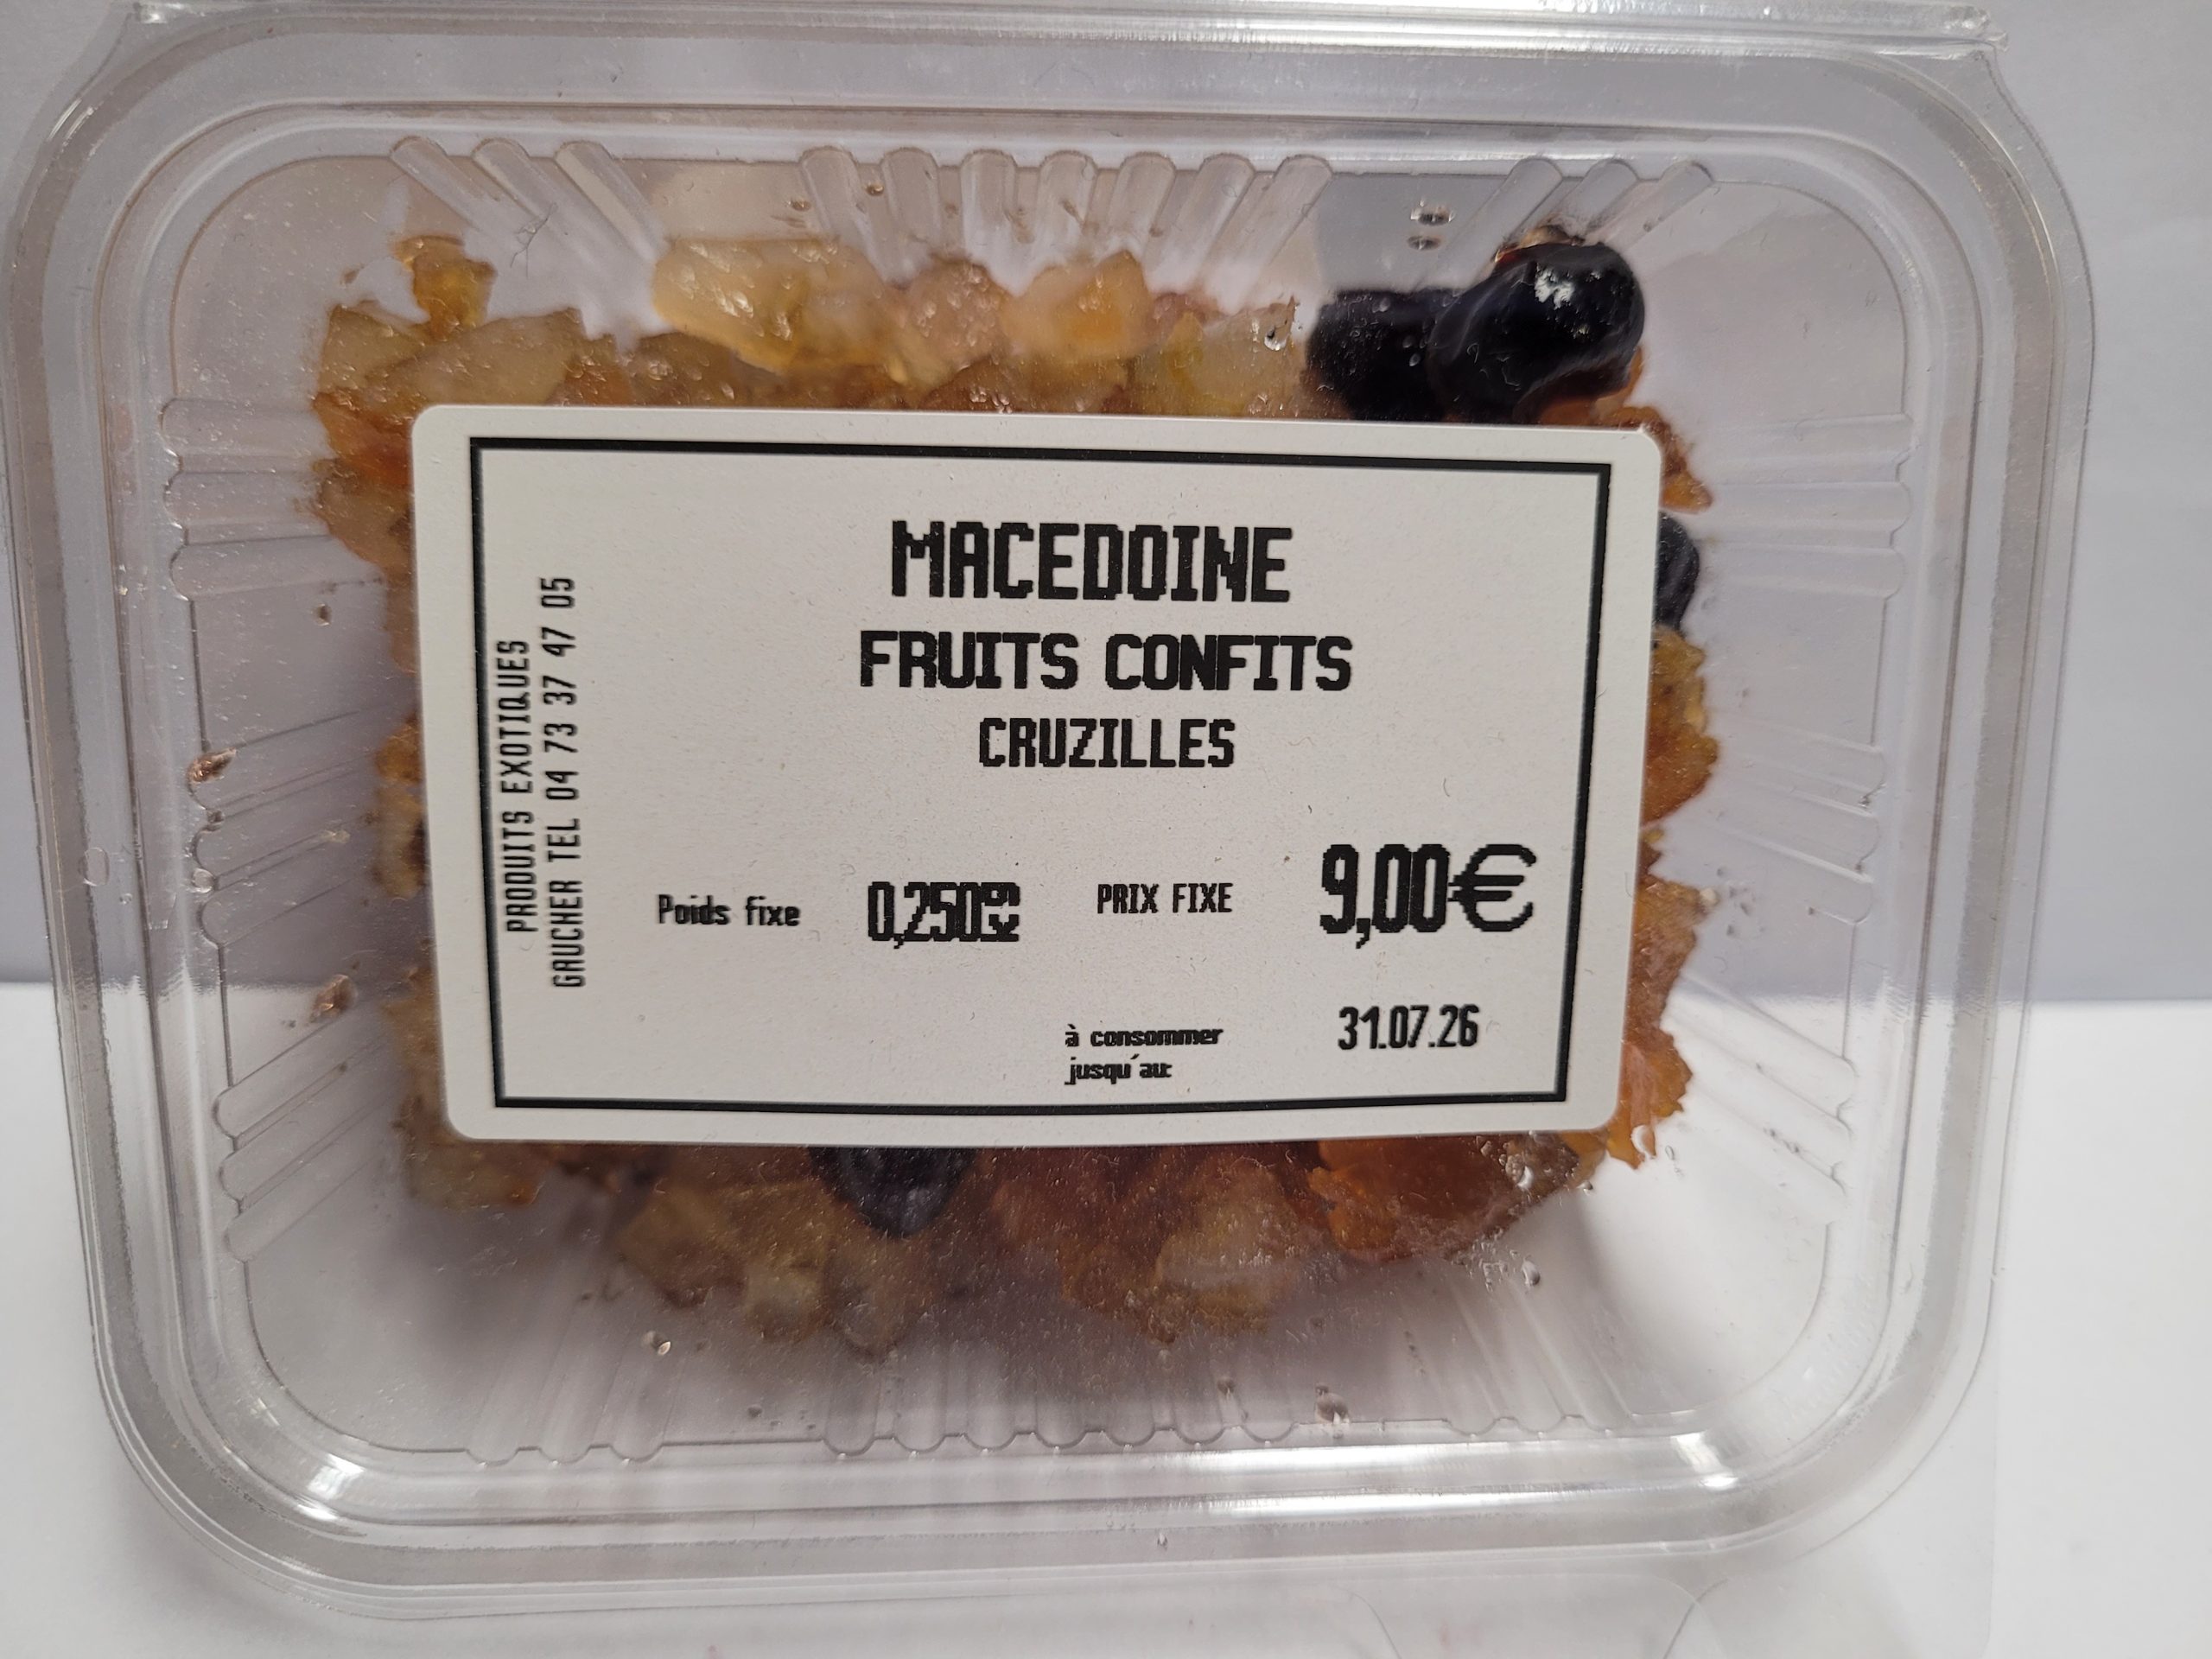 PRODUITS EXOTIQUES
GAUCHER TEL 04 73 37 47 05
MACEDOINE
FRUITS CONFITS
CRUZILLES
Poids fixe 0,250 PRIX FIXE 9,00€
à consommer 31.07.26
jusqu'au: